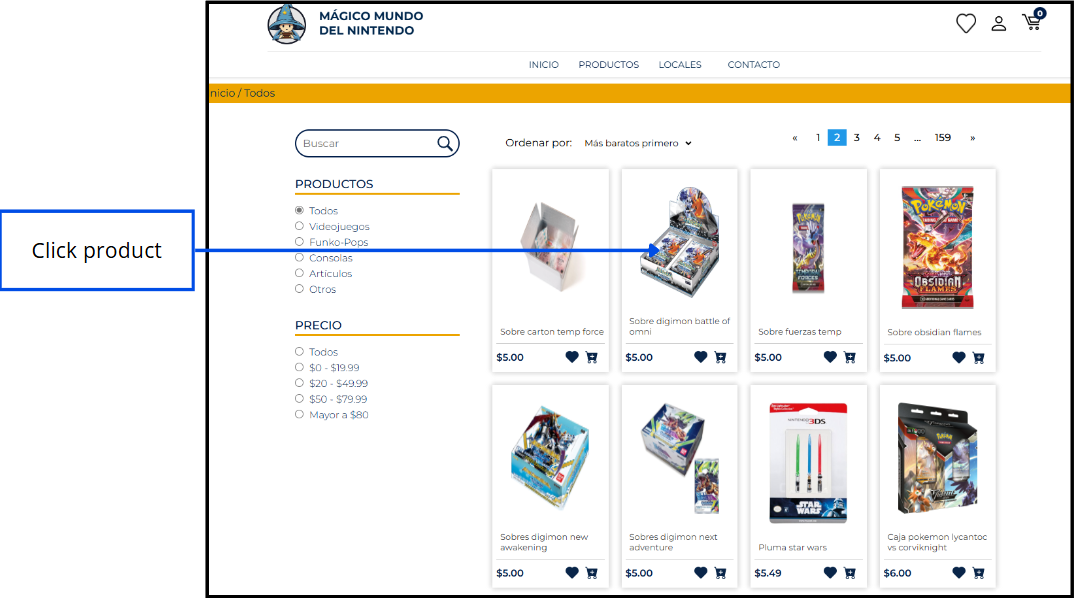 MÁGICO MUNDO
DEL NINTENDO
0
INICIO PRODUCTOS LOCALES CONTACTO
nicio / Todos
Buscar
Ordenar por: Más baratos primero
« 1 2 3 4 5 ... 159 »
PRODUCTOS
Todos
Videojuegos
Funko-Pops
Consolas
Artículos
Otros
PRECIO
Todos
$0 - $19.99
$20 - $49.99
$50 - $79.99
Mayor a $80
Click product
Sobre carton temp force
$5.00
Sobre digimon battle of
omni
$5.00
POKÉMON
Sobre fuerzas temp
$5.00
POKÉMON
OBSIDIAN
FLAMES
Sobre obsidian flames
$5.00
Sobres digimon new
awakening
$5.00
Sobres digimon next
adventure
$5.00
NINTENDO3DS
STAR
WARS
Pluma star wars
$5.49
Caja pokemon lycantoc
vs corviknight
$6.00